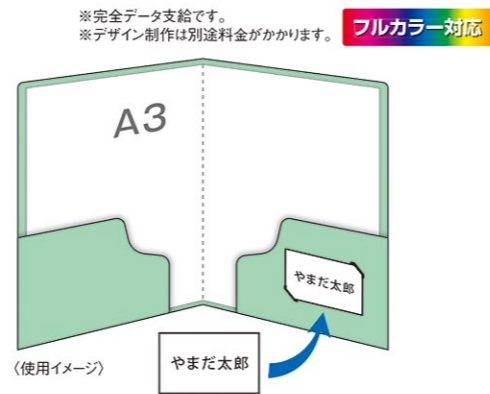 ※完全データ支給です。
※デザイン制作は別途料金がかかります。
フルカラー対応
A3
やまだ太郎
やまだ太郎
〈使用イメージ〉